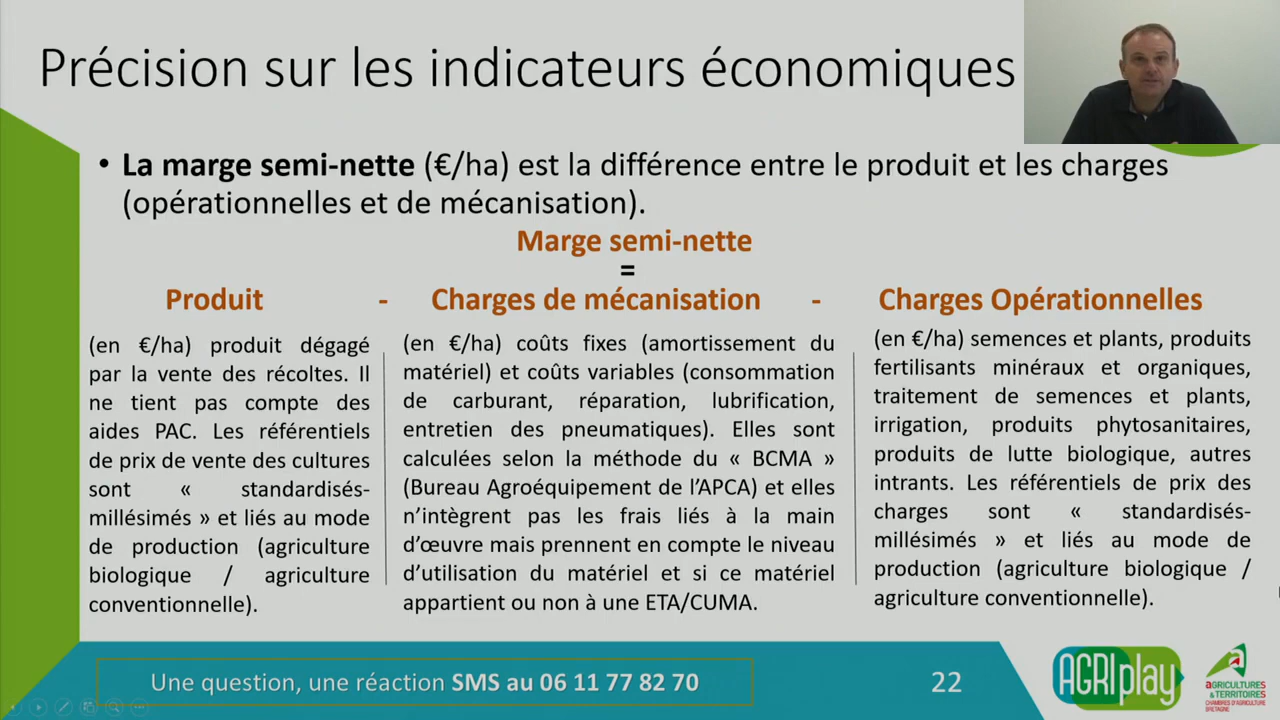 Précision sur les indicateurs économiques
• La marge semi-nette (€/ha) est la différence entre le produit et les charges
(opérationnelles et de mécanisation).
Marge semi-nette
=
Produit - Charges de mécanisation - Charges Opérationnelles
(en €/ha) produit dégagé
par la vente des récoltes. Il
ne tient pas compte des
aides PAC. Les référentiels
de prix de vente des cultures
sont « standardisés-
millésimés » et liés au mode
de production (agriculture
biologique / agriculture
conventionnelle).
(en €/ha) coûts fixes (amortissement du
matériel) et coûts variables (consommation
de carburant, réparation, lubrification,
entretien des pneumatiques). Elles sont
calculées selon la méthode du « BCMA »
(Bureau Agroéquipement de l’APCA) et elles
n’intègrent pas les frais liés à la main
d’œuvre mais prennent en compte le niveau
d’utilisation du matériel et si ce matériel
appartient ou non à une ETA/CUMA.
(en €/ha) semences et plants, produits
fertilisants minéraux et organiques,
traitement de semences et plants,
irrigation, produits phytosanitaires,
produits de lutte biologique, autres
intrants. Les référentiels de prix des
charges sont « standardisés-
millésimés » et liés au mode de
production (agriculture biologique /
agriculture conventionnelle).
Une question, une réaction SMS au 06 11 77 82 70
22
AGRIplay
AGRICULTURES
& TERRITOIRES
CHAMBRES D'AGRICULTURE
BRETAGNE